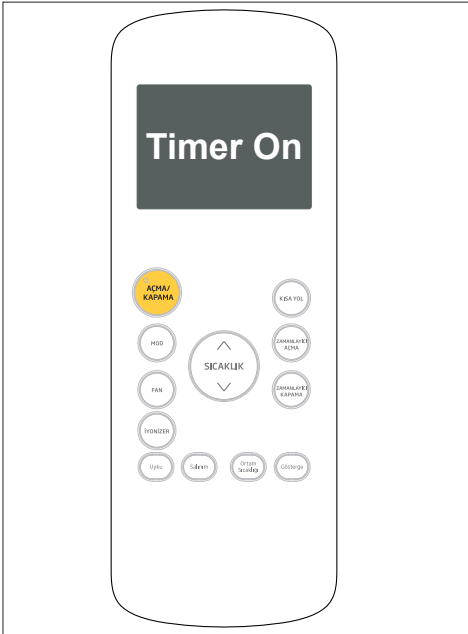 Timer On
AÇMA/
KAPAMA
KISA YOL
MOD
SICAKLIK
ZAMANLAYICI
AÇMA
FAN
ZAMANLAYICI
KAPAMA
İYONİZER
Uyku
Salınım
Ortam
Sıcaklığı
Gösterge